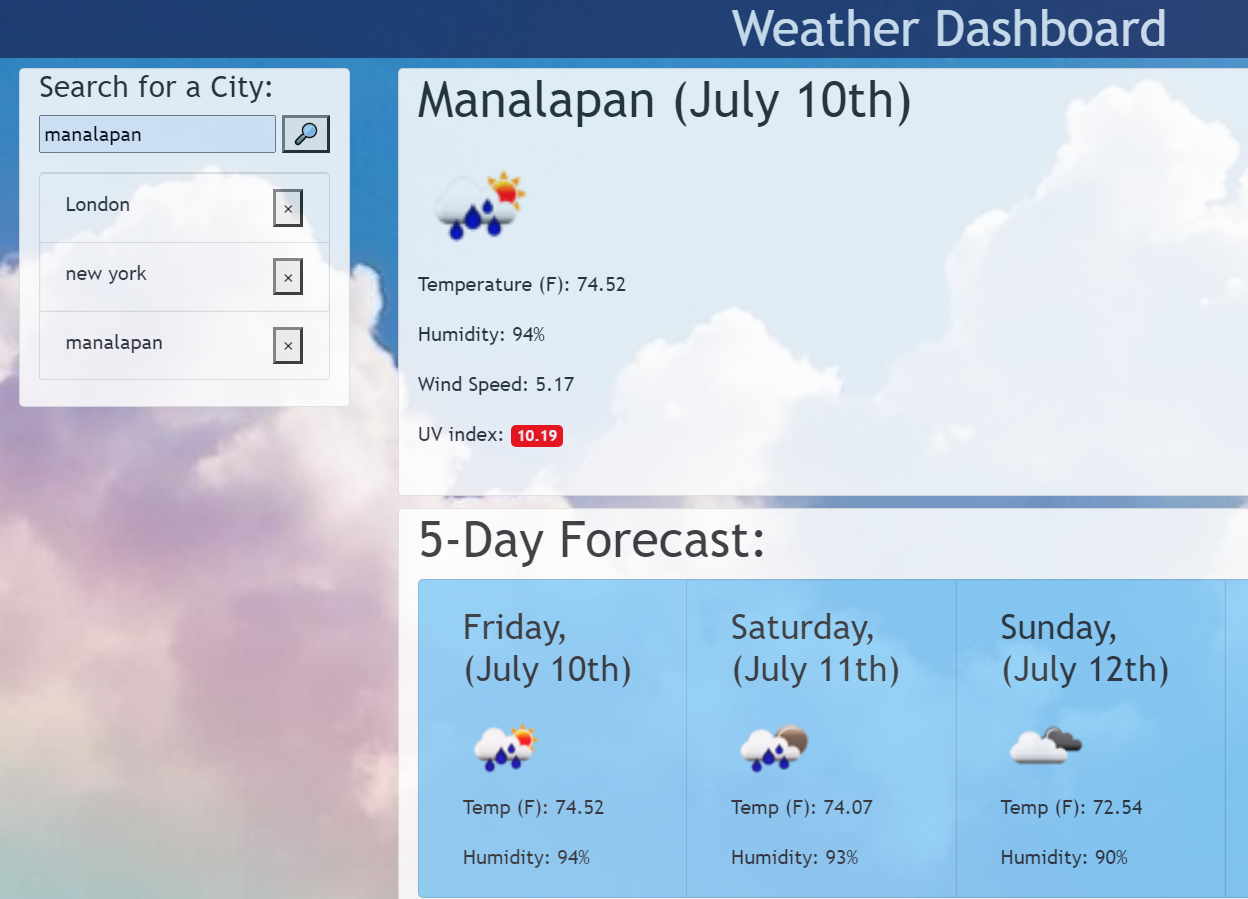 Weather Dashboard
Search for a City:
manalapan
London ×
new york ×
manalapan ×
Manalapan (July 10th)
Temperature (F): 74.52
Humidity: 94%
Wind Speed: 5.17
UV index: 10.19
5-Day Forecast:
Friday,
(July 10th)
Temp (F): 74.52
Humidity: 94%
Saturday,
(July 11th)
Temp (F): 74.07
Humidity: 93%
Sunday,
(July 12th)
Temp (F): 72.54
Humidity: 90%